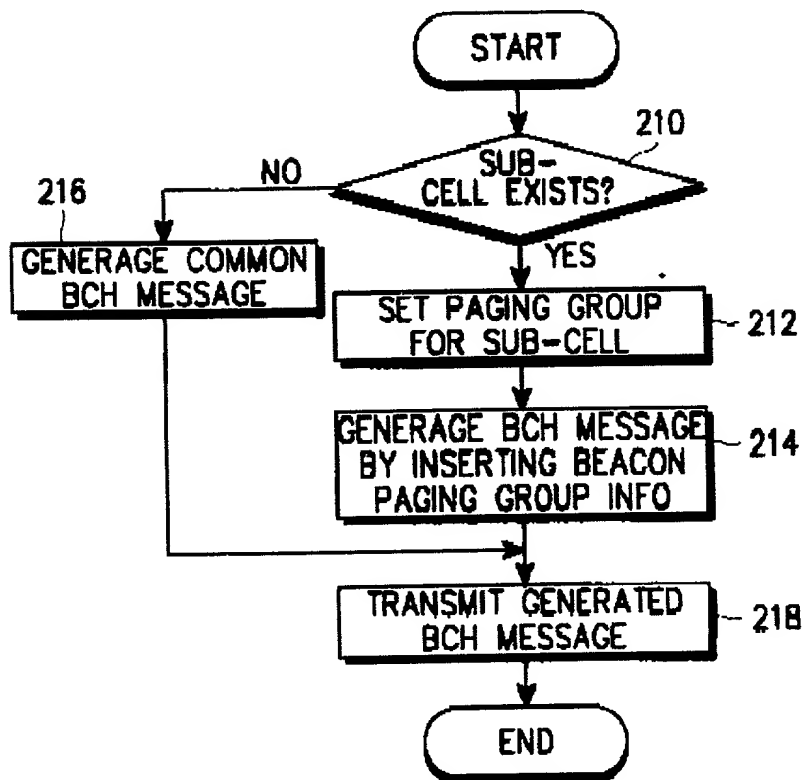 START
210
SUB-
CELL EXISTS?
NO
YES
216
GENERAGE COMMON
BCH MESSAGE
SET PAGING GROUP
FOR SUB-CELL
212
GENERAGE BCH MESSAGE
BY INSERTING BEACON
PAGING GROUP INFO
214
TRANSMIT GENERATED
BCH MESSAGE
218
END